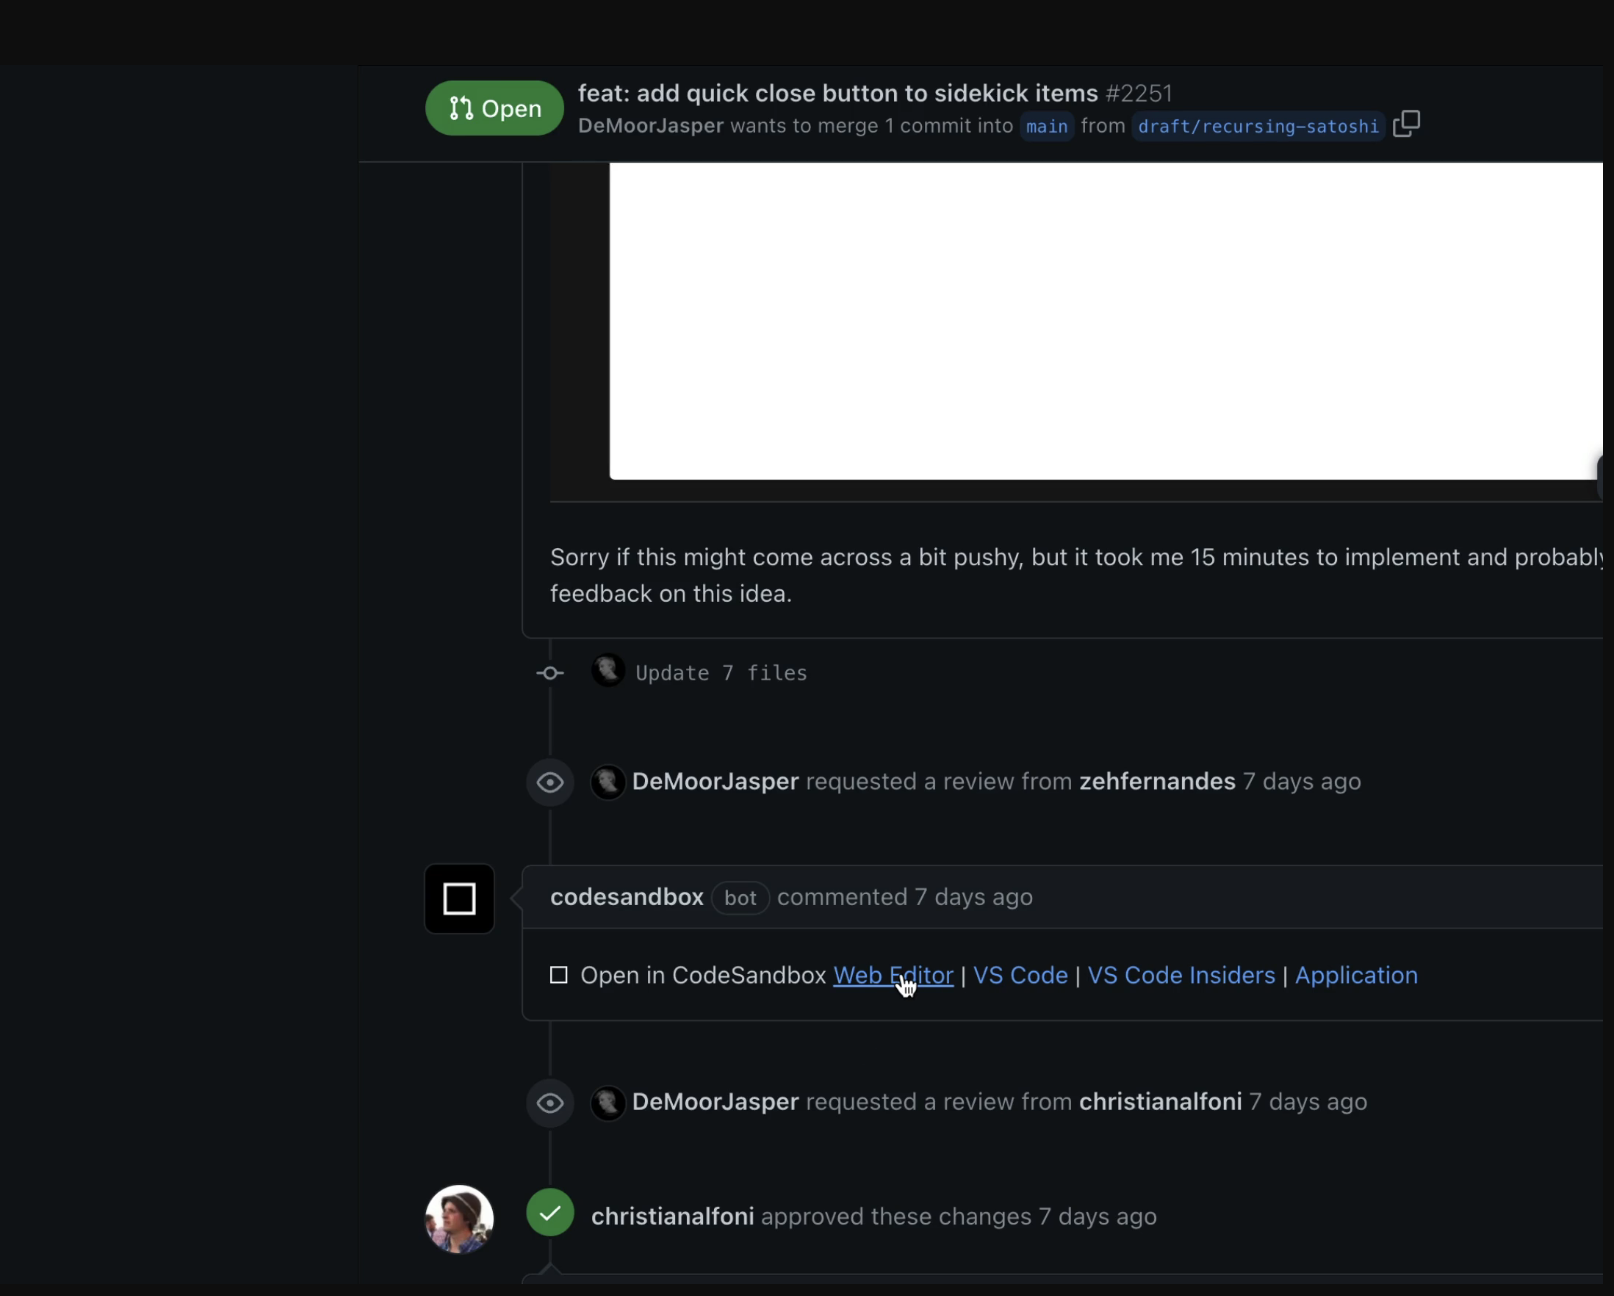 Open
feat: add quick close button to sidekick items #2251
DeMoorJasper wants to merge 1 commit into main from draft/recursing-satoshi
Sorry if this might come across a bit pushy, but it took me 15 minutes to implement and probably
feedback on this idea.
Update 7 files
DeMoorJasper requested a review from zehfernandes 7 days ago
codesandbox bot commented 7 days ago
Open in CodeSandbox Web Editor | VS Code | VS Code Insiders | Application
DeMoorJasper requested a review from christianalfoni 7 days ago
christianalfoni approved these changes 7 days ago